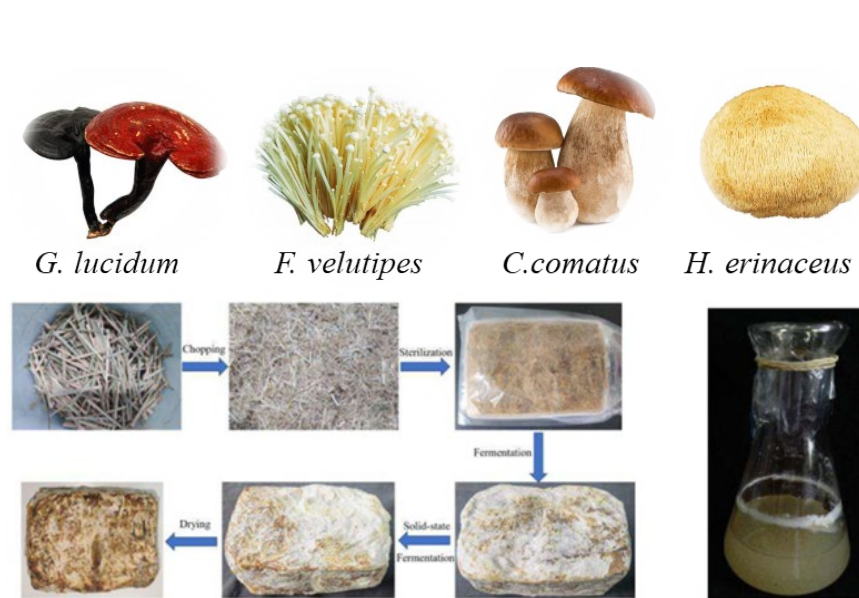 G. lucidum
F. velutipes
C.comatus
H. erinaceus
Chopping
Sterilization
Fermentation
Solid-state
Fermentation
Drying